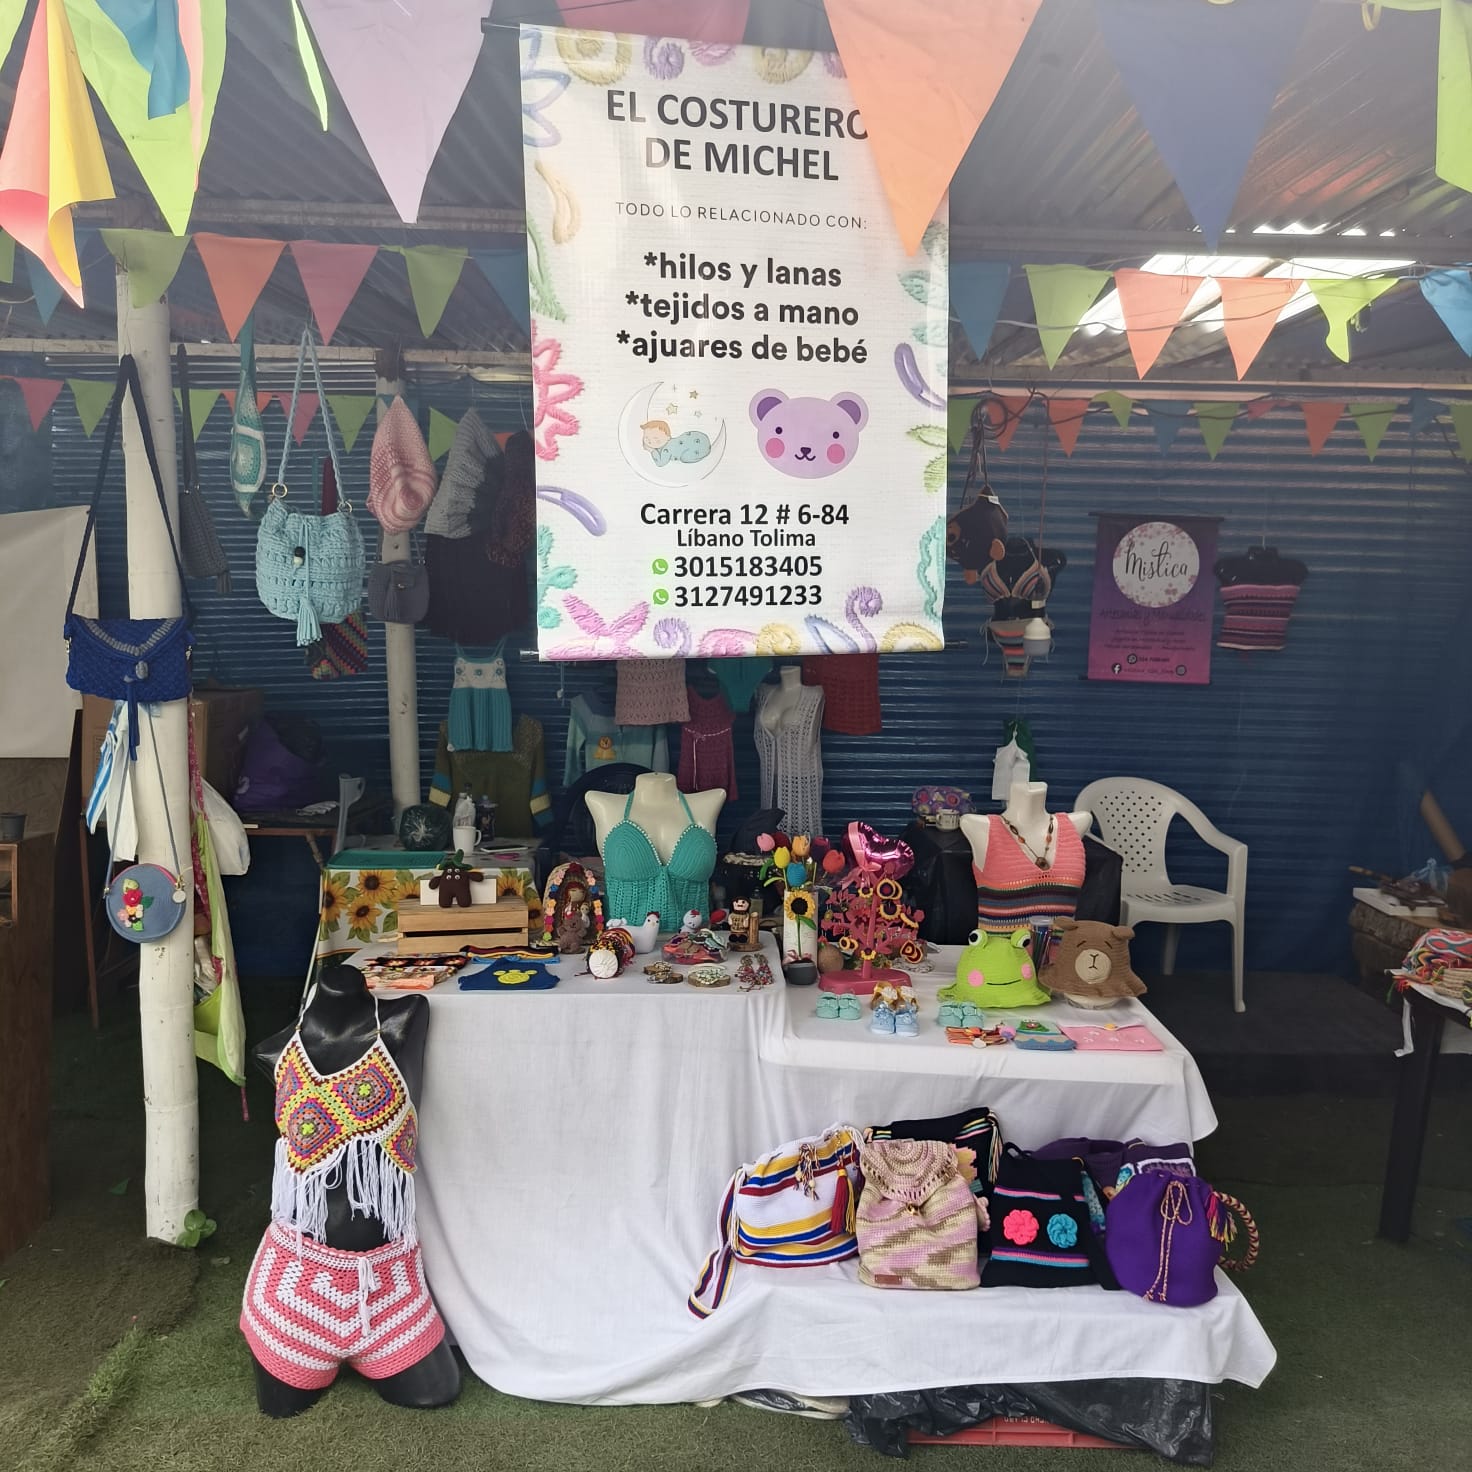 EL COSTURERO
DE MICHEL
TODO LO RELACIONADO CON:
*hilos y lanas
*tejidos a mano
*ajuares de bebé
Carrera 12 # 6-84
Líbano Tolima
3015183405
3127491233
Mistica